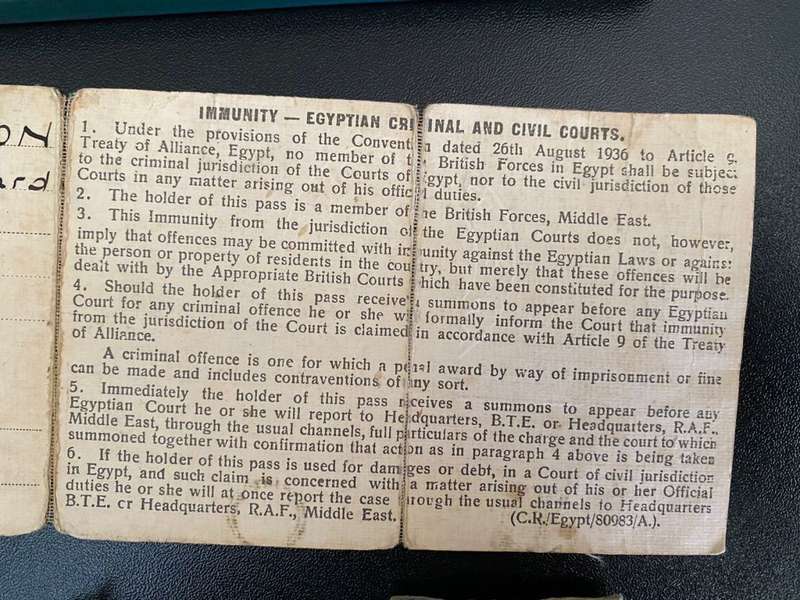 ON
ard
IMMUNITY — EGYPTIAN CRIMINAL AND CIVIL COURTS.
1. Under the provisions of the Convention dated 26th August 1936 to Article 9.
Treaty of Alliance, Egypt, no member of the British Forces in Egypt shall be subject
to the criminal jurisdiction of the Courts of Egypt, nor to the civil jurisdiction of those
Courts in any matter arising out of his official duties.
2. The holder of this pass is a member of the British Forces, Middle East.
3. This Immunity from the jurisdiction of the Egyptian Courts does not, however,
imply that offences may be committed with immunity against the Egyptian Laws or against
the person or property of residents in the country, but merely that these offences will be
dealt with by the Appropriate British Courts which have been constituted for the purpose.
4. Should the holder of this pass receive a summons to appear before any Egyptian
Court for any criminal offence he or she will formally inform the Court that immunity
from the jurisdiction of the Court is claimed in accordance with Article 9 of the Treaty
of Alliance.
A criminal offence is one for which a penal award by way of imprisonment or fine
can be made and includes contraventions of any sort.
5. Immediately the holder of this pass receives a summons to appear before any
Egyptian Court he or she will report to Headquarters, B.T.E. or Headquarters, R.A.F.,
Middle East, through the usual channels, full particulars of the charge and the court to which
summoned together with confirmation that action as in paragraph 4 above is being taken
6. If the holder of this pass is used for damages or debt, in a Court of civil jurisdiction
in Egypt, and such claim is concerned with a matter arising out of his or her Official
duties he or she will at once report the case through the usual channels to Headquarters
B.T.E. or Headquarters, R.A.F., Middle East.
(C.R./Egypt/80983/A.).